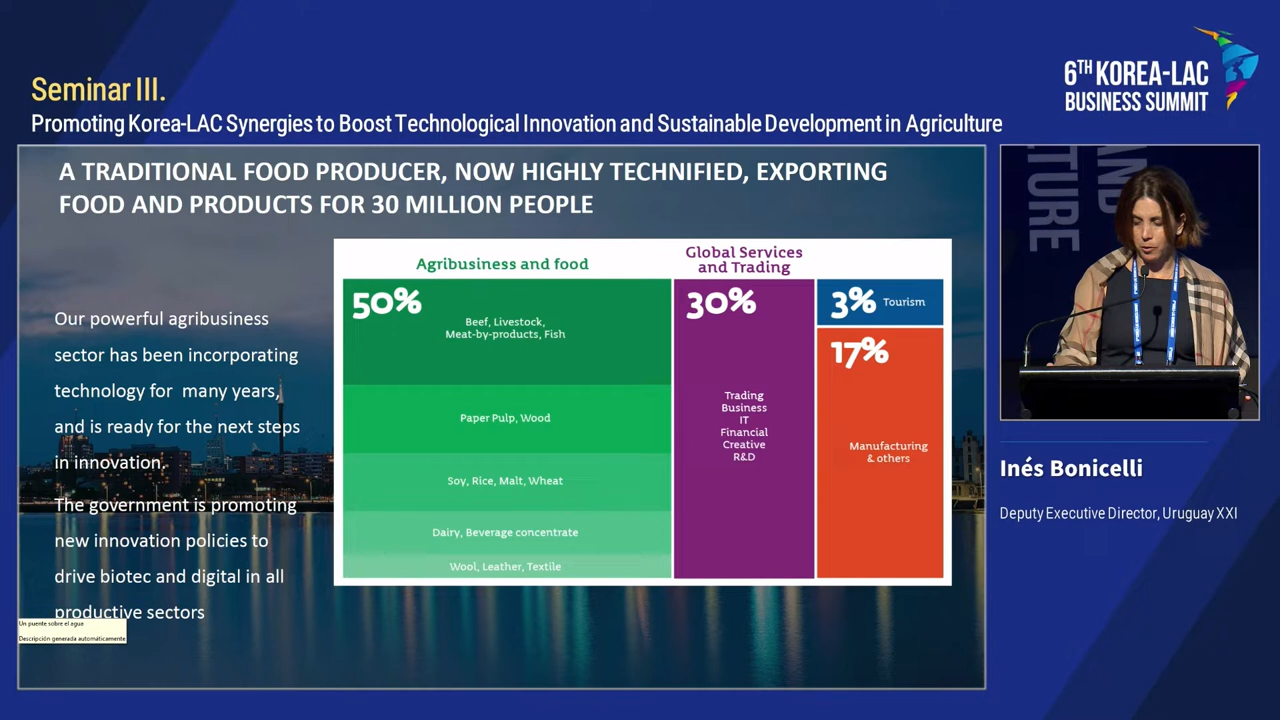 Seminar III.
Promoting Korea-LAC Synergies to Boost Technological Innovation and Sustainable Development in Agriculture
6TH KOREA-LAC
BUSINESS SUMMIT
A TRADITIONAL FOOD PRODUCER, NOW HIGHLY TECHNIFIED, EXPORTING
FOOD AND PRODUCTS FOR 30 MILLION PEOPLE
Our powerful agribusiness
sector has been incorporating
technology for many years,
and is ready for the next steps
in innovation.
The government is promoting
new innovation policies to
drive biotec and digital in all
productive sectors
Un puente sobre el agua
Descripción generada automáticamente
Agribusiness and food
50%
Beef, Livestock,
Meat-by-products, Fish
Paper Pulp, Wood
Soy, Rice, Malt, Wheat
Dairy, Beverage concentrate
Wool, Leather, Textile
Global Services
and Trading
30%
Trading
Business
IT
Financial
Creative
R&D
3% Tourism
17%
Manufacturing
& others
AND
TURE
Inés Bonicelli
Deputy Executive Director, Uruguay XXI